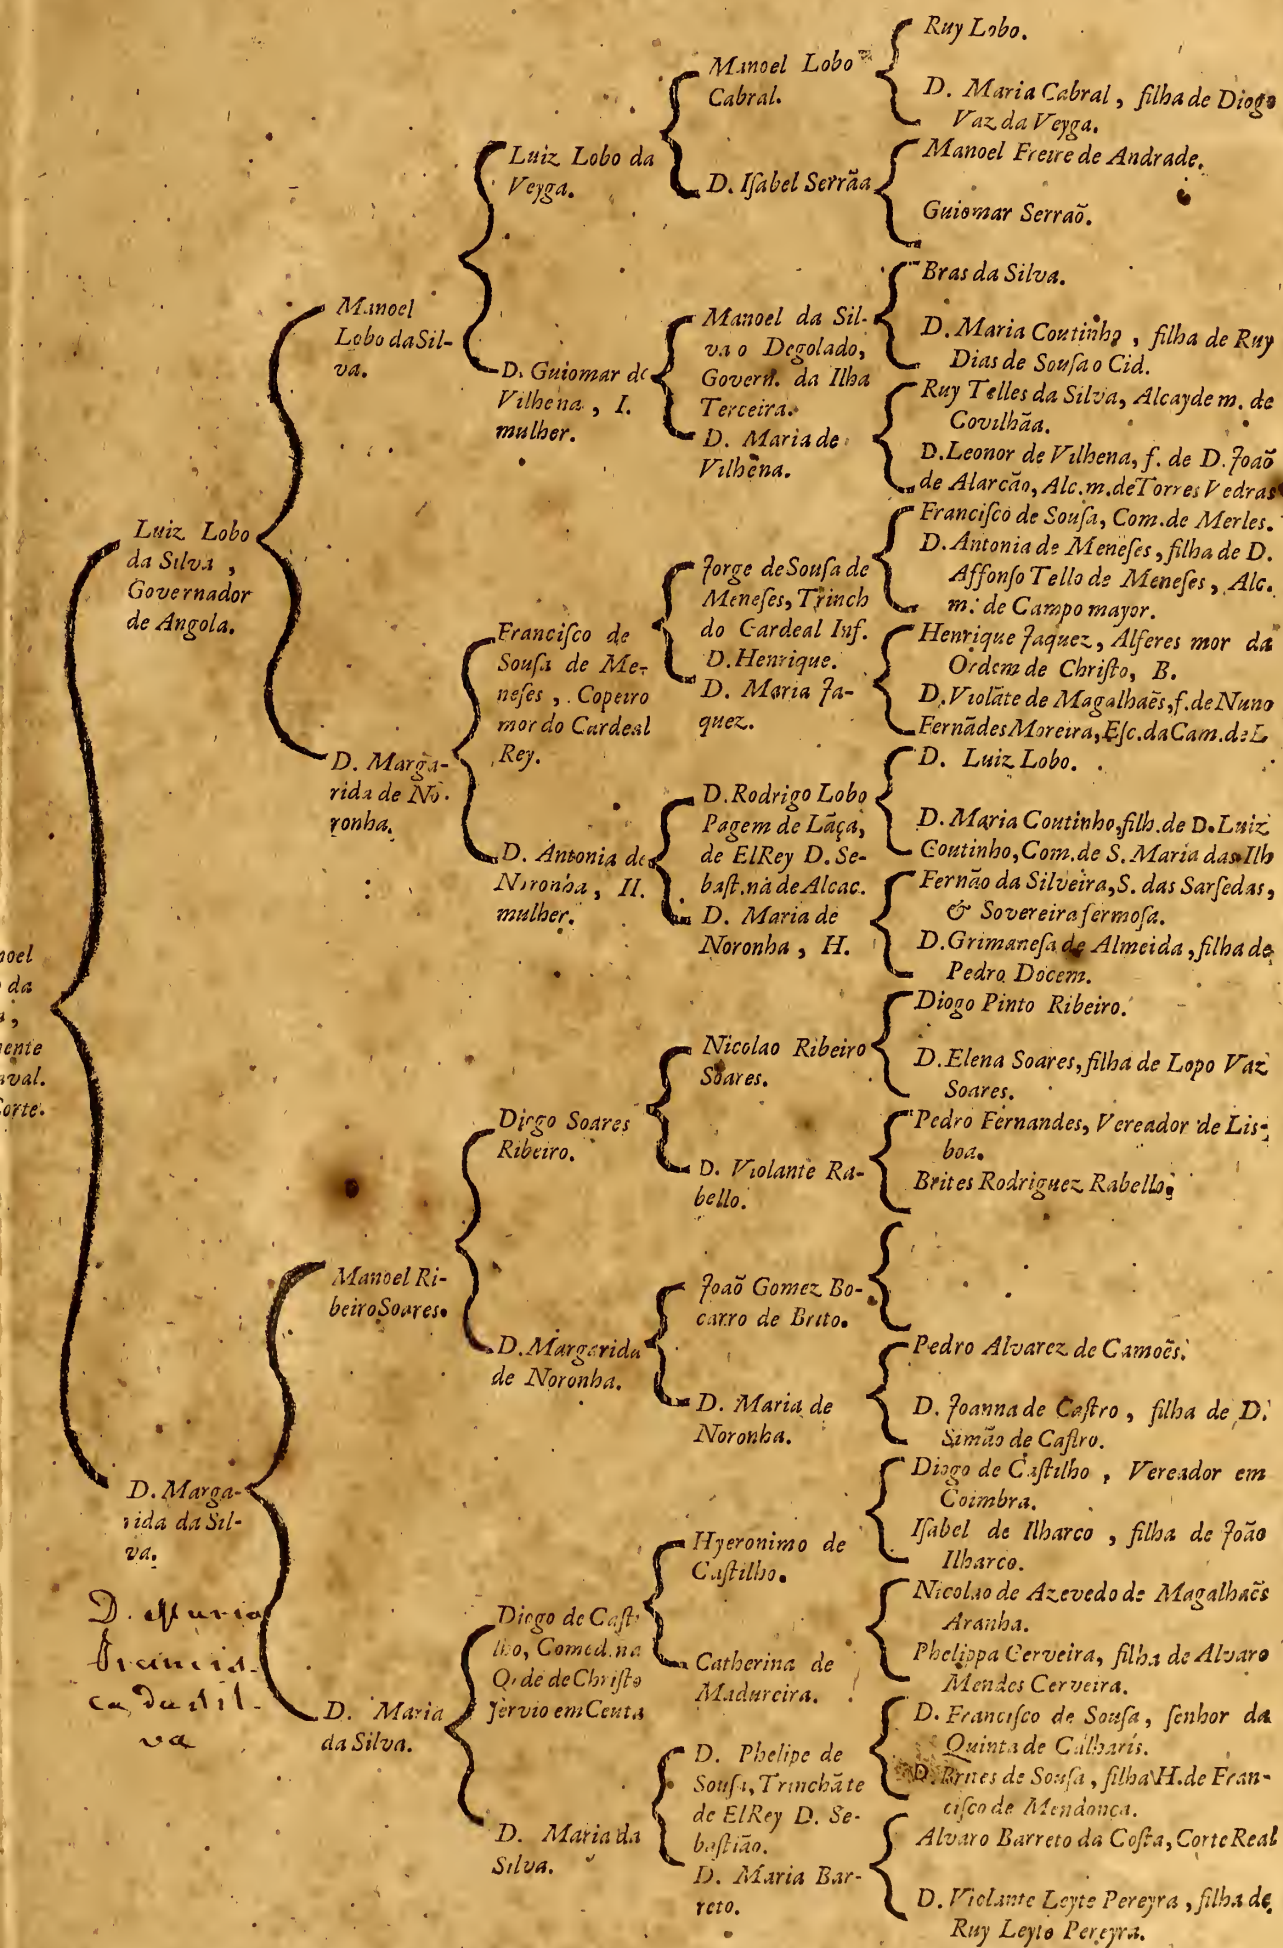 Ruy Lobo.
Manoel Lobo
Cabral.
D. Maria Cabral, filha de Diogo
Vaz da Veyga.
Luiz Lobo da
Veyga.
Manoel Freire de Andrade.
D. Iſabel Serrãa
Guiomar Serraõ.
Bras da Silva.
Manoel
Lobo da Sil-
va.
Manoel da Sil-
va o Degolado,
Govern. da Ilha
Terceira.
D. Maria Coutinho, filha de Ruy
Dias de Souſa o Cid.
D. Guiomar de
Vilhena, I.
mulher.
Ruy Telles da Silva, Alcayde m. de
Covilhãa.
D. Maria de
Vilhena.
D. Leonor de Vilhena, f. de D. Joaõ
de Alarcão, Alc. m. de Torres Vedras
Luiz Lobo
da Silva,
Governador
de Angola.
Franciſco de Souſa, Com. de Merles.
Jorge de Souſa de
Meneſes, Trinch
do Cardeal Inf.
D. Henrique.
D. Antonia de Meneſes, filha de D.
Affonſo Tello de Meneſes, Alc.
m. de Campo mayor.
Franciſco de
Souſa de Me-
neſes, Copeiro
mor do Cardeal
Rey.
Henrique Jaquez, Alferes mor da
Ordem de Chriſto, B.
D. Maria Ja-
quez.
D. Violãte de Magalhaẽs, f. de Nuno
Fernãdes Moreira, Eſc. da Cam. de L
D. Marga-
rida de No-
ronha.
D. Luiz Lobo.
D. Rodrigo Lobo
Pagem de Lãça,
de ElRey D. Se-
baſt. na de Alcac.
D. Maria Coutinho, filh. de D. Luiz
Coutinho, Com. de S. Maria das Ilh
D. Antonia de
Noronha, II.
mulher.
Fernão da Silveira, S. das Sarſedas,
& Sovereira fermoſa.
D. Maria de
Noronha, H.
D. Grimaneſa de Almeida, filha de
Pedro Docem.
noel
da
,
ente
aval.
Corte.
Diogo Pinto Ribeiro.
Nicolao Ribeiro
Soares.
D. Elena Soares, filha de Lopo Vaz
Soares.
Diogo Soares
Ribeiro.
Pedro Fernandes, Vereador de Lis-
boa.
D. Violante Ra-
bello.
Brites Rodriguez Rabello.
Manoel Ri-
beiro Soares.
Joaõ Gomez Bo-
carro de Brito.
D. Margarida
de Noronha.
Pedro Alvarez de Camoẽs.
D. Maria de
Noronha.
D. Joanna de Caſtro, filha de D.
Simão de Caſtro.
D. Marga-
rida da Sil-
va.
Diogo de Caſtilho, Vereador em
Coimbra.
Hyeronimo de
Caſtilho.
Iſabel de Ilharco, filha de João
Ilharco.
D. Maria
Francis-
ca da Sil-
va
Diogo de Caſt-
lho, Comed. na
Orde de Chriſto
ſervio em Ceuta
Nicolao de Azevedo de Magalhaẽs
Aranha.
Catherina de
Madureira.
Phelippa Cerveira, filha de Alvaro
Mendes Cerveira.
D. Maria
da Silva.
D. Franciſco de Souſa, ſenhor da
Quinta de Calharis.
D. Phelipe de
Souſa, Trinchãte
de ElRey D. Se-
baſtião.
D. Brites de Souſa, filha H. de Fran-
ciſco de Mendonca.
D. Maria da
Silva.
Alvaro Barreto da Coſta, Corte Real
D. Maria Bar-
reto.
D. Violante Leyte Pereyra, filha de
Ruy Leyte Pereyra.